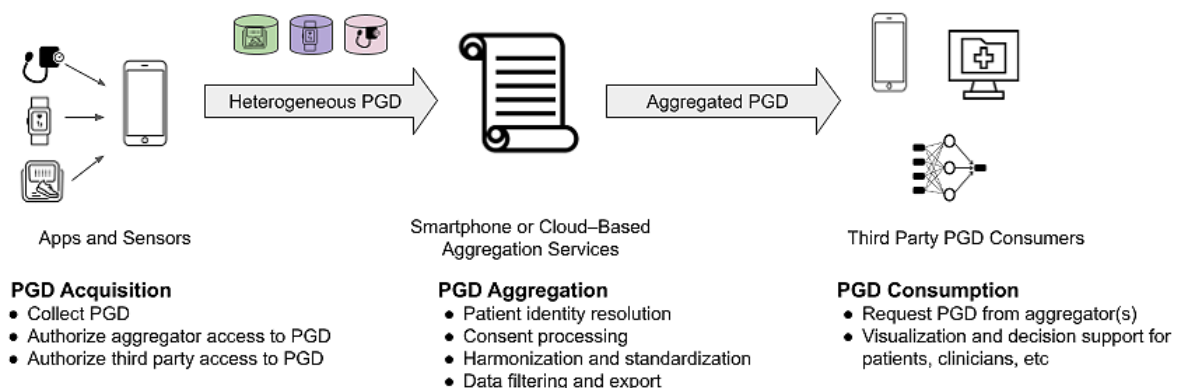 Heterogeneous PGD
Aggregated PGD
Apps and Sensors
Smartphone or Cloud–Based
Aggregation Services
Third Party PGD Consumers
PGD Acquisition
● Collect PGD
● Authorize aggregator access to PGD
● Authorize third party access to PGD
PGD Aggregation
● Patient identity resolution
● Consent processing
● Harmonization and standardization
● Data filtering and export
PGD Consumption
● Request PGD from aggregator(s)
● Visualization and decision support for
patients, clinicians, etc